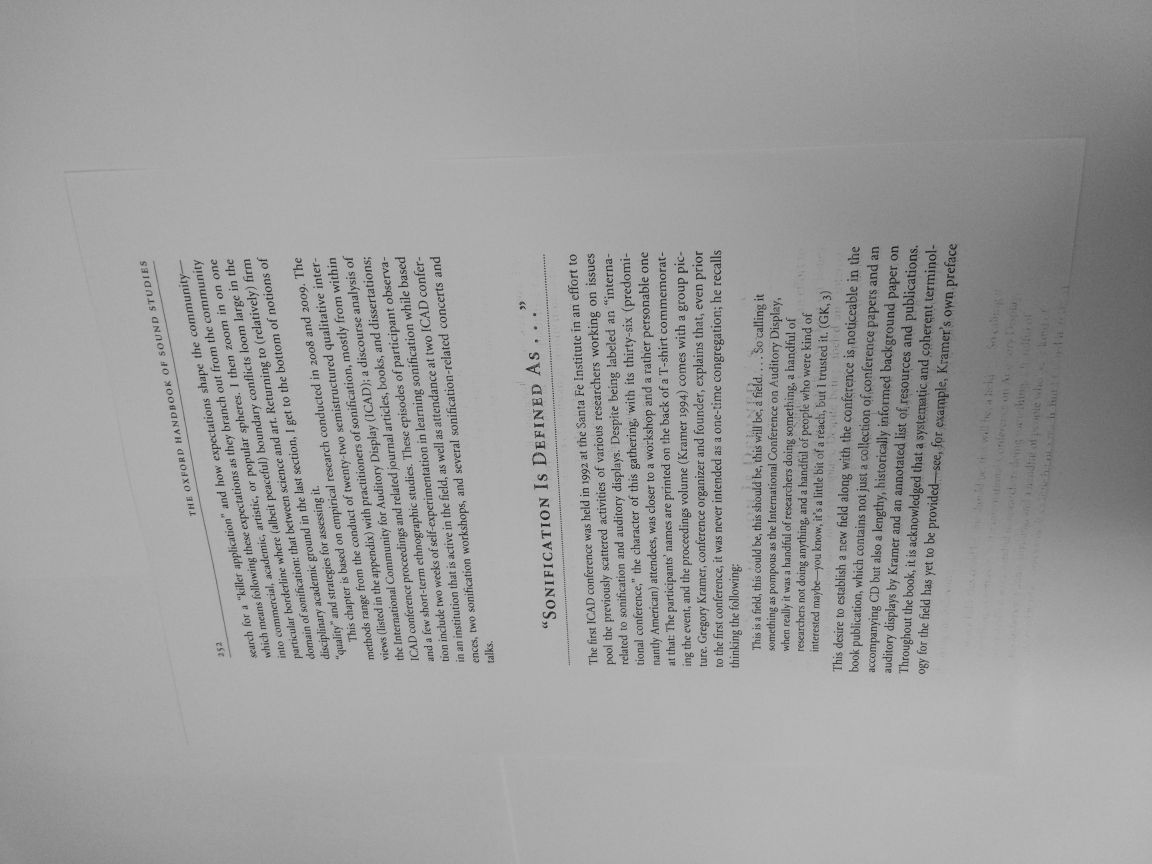 252 THE OXFORD HANDBOOK OF SOUND STUDIES
search for a “killer application” and how expectations shape the community—
which means following these expectations as they branch out from the community
into commercial, academic, artistic, or popular spheres. I then zoom in on one
particular borderline where (albeit peaceful) boundary conflicts loom large in the
domain of sonification: that between science and art. Returning to (relatively) firm
disciplinary academic ground in the last section, I get to the bottom of notions of
“quality” and strategies for assessing it.
This chapter is based on empirical research conducted in 2008 and 2009. The
methods range from the conduct of twenty-two semistructured qualitative inter-
views (listed in the appendix) with practitioners of sonification, mostly from within
the International Community for Auditory Display (ICAD); a discourse analysis of
ICAD conference proceedings and related journal articles, books, and dissertations;
and a few short-term ethnographic studies. These episodes of participant observa-
tion include two weeks of self-experimentation in learning sonification while based
in an institution that is active in the field, as well as attendance at two ICAD confer-
ences, two sonification workshops, and several sonification-related concerts and
talks.
“Sonification Is Defined As . . . ”
The first ICAD conference was held in 1992 at the Santa Fe Institute in an effort to
pool the previously scattered activities of various researchers working on issues
related to sonification and auditory displays. Despite being labeled an “interna-
tional conference,” the character of this gathering, with its thirty-six (predomi-
nantly American) attendees, was closer to a workshop and a rather personable one
at that: The participants’ names are printed on the back of a T-shirt commemorat-
ing the event, and the proceedings volume (Kramer 1994) comes with a group pic-
ture. Gregory Kramer, conference organizer and founder, explains that, even prior
to the first conference, it was never intended as a one-time congregation; he recalls
thinking the following:
This is a field, this could be, this should be, this will be, a field. . . . So calling it
something as pompous as the International Conference on Auditory Display,
when really it was a handful of researchers doing something, a handful of
researchers not doing anything, and a handful of people who were kind of
interested maybe—you know, it’s a little bit of a reach, but I trusted it. (GK, 3)
This desire to establish a new field along with the conference is noticeable in the
book publication, which contains not just a collection of conference papers and an
accompanying CD but also a lengthy, historically informed background paper on
auditory displays by Kramer and an annotated list of resources and publications.
Throughout the book, it is acknowledged that a systematic and coherent terminol-
ogy for the field has yet to be provided—see, for example, Kramer’s own preface